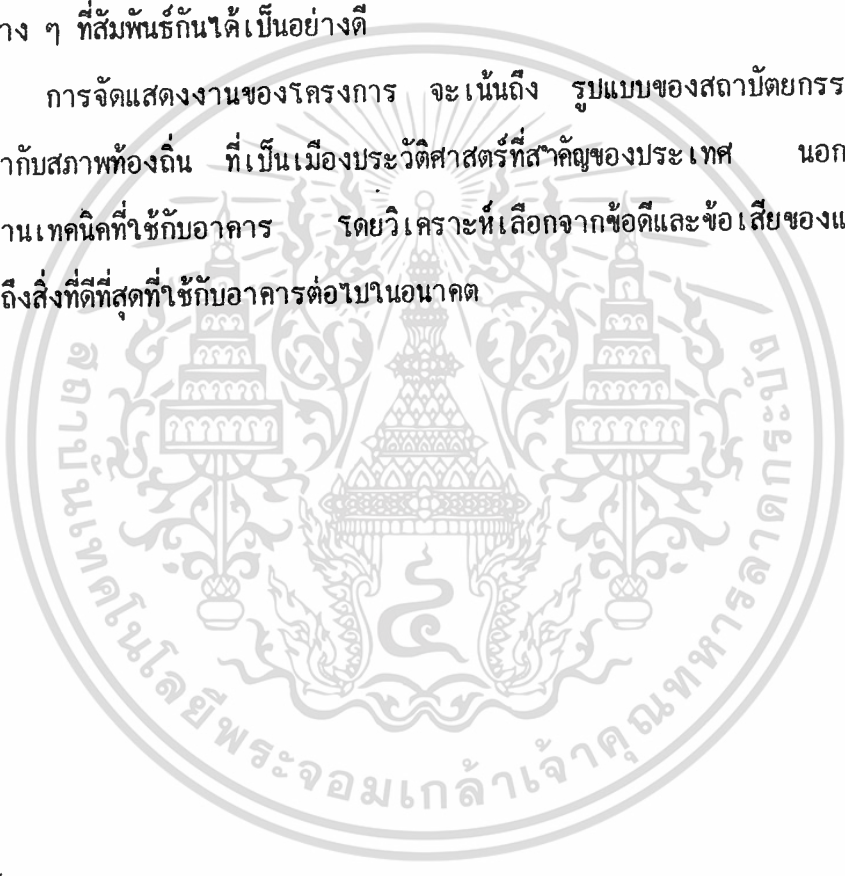 าง ๆ ที่สัมพันธ์กันได้เป็นอย่างดี
การจัดแสดงงานของโครงการ จะเน้นถึง รูปแบบของสถาปัตยกรร
ากับสภาพท้องถิ่น ที่เป็นเมืองประวัติศาสตร์ที่สำคัญของประเทศ นอก
านเทคนิคที่ใช้กับอาคาร โดยวิเคราะห์เลือกจากข้อดีและข้อเสียของแ
ถึงสิ่งที่ดีที่สุดที่ใช้กับอาคารต่อไปในอนาคต
สถาบันเทคโนโลยีพระจอมเกล้าเจ้าคุณทหารลาดกระบัง
๔